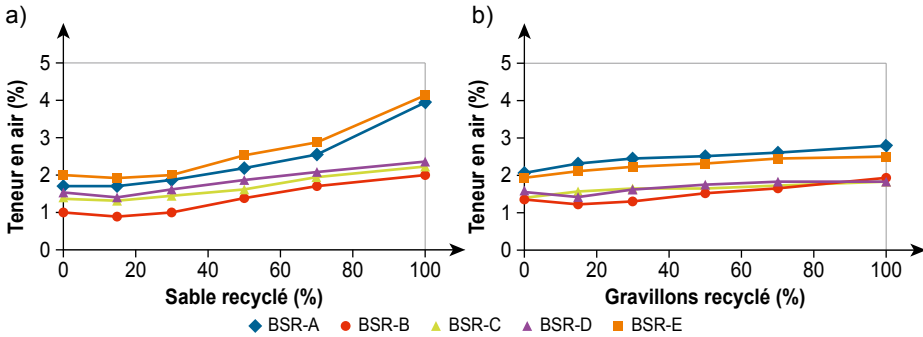 a)
Teneur en air (%)
5
4
3
2
1
0
0 20 40 60 80 100
Sable recyclé (%)
b)
Teneur en air (%)
5
4
3
2
1
0
0 20 40 60 80 100
Gravillons recyclé (%)
BSR-A BSR-B BSR-C BSR-D BSR-E